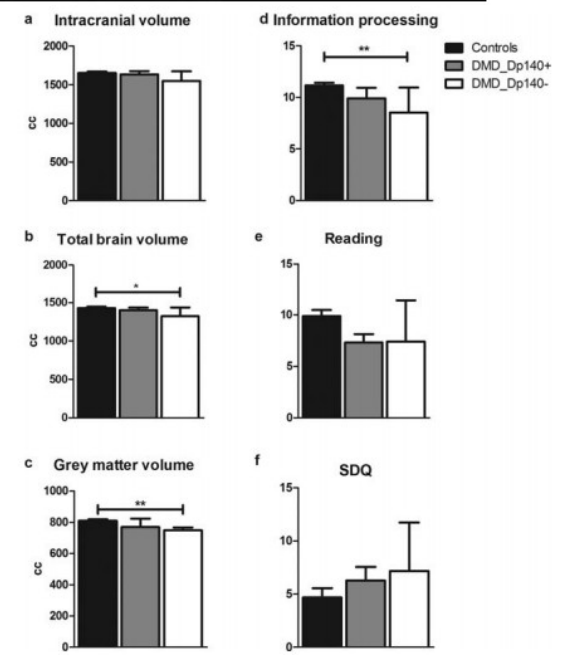 a Intracranial volume
2000
1500
1000
500
0
cc
d Information processing
15
10
5
0
**
Controls
DMD_Dp140+
DMD_Dp140-
b Total brain volume
2000
1500
1000
500
0
cc
*
e Reading
15
10
5
0
c Grey matter volume
1000
800
600
400
200
0
cc
**
f SDQ
15
10
5
0